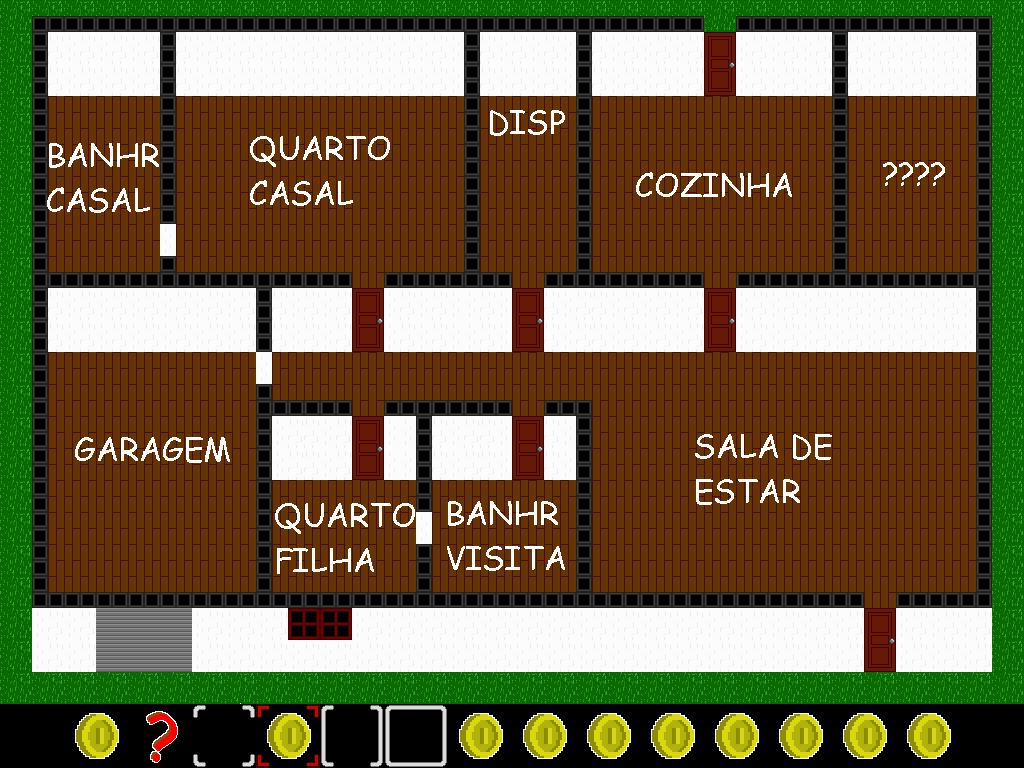 BANHR
CASAL
QUARTO
CASAL
DISP
COZINHA
????
GARAGEM
QUARTO
FILHA
BANHR
VISITA
SALA DE
ESTAR
?